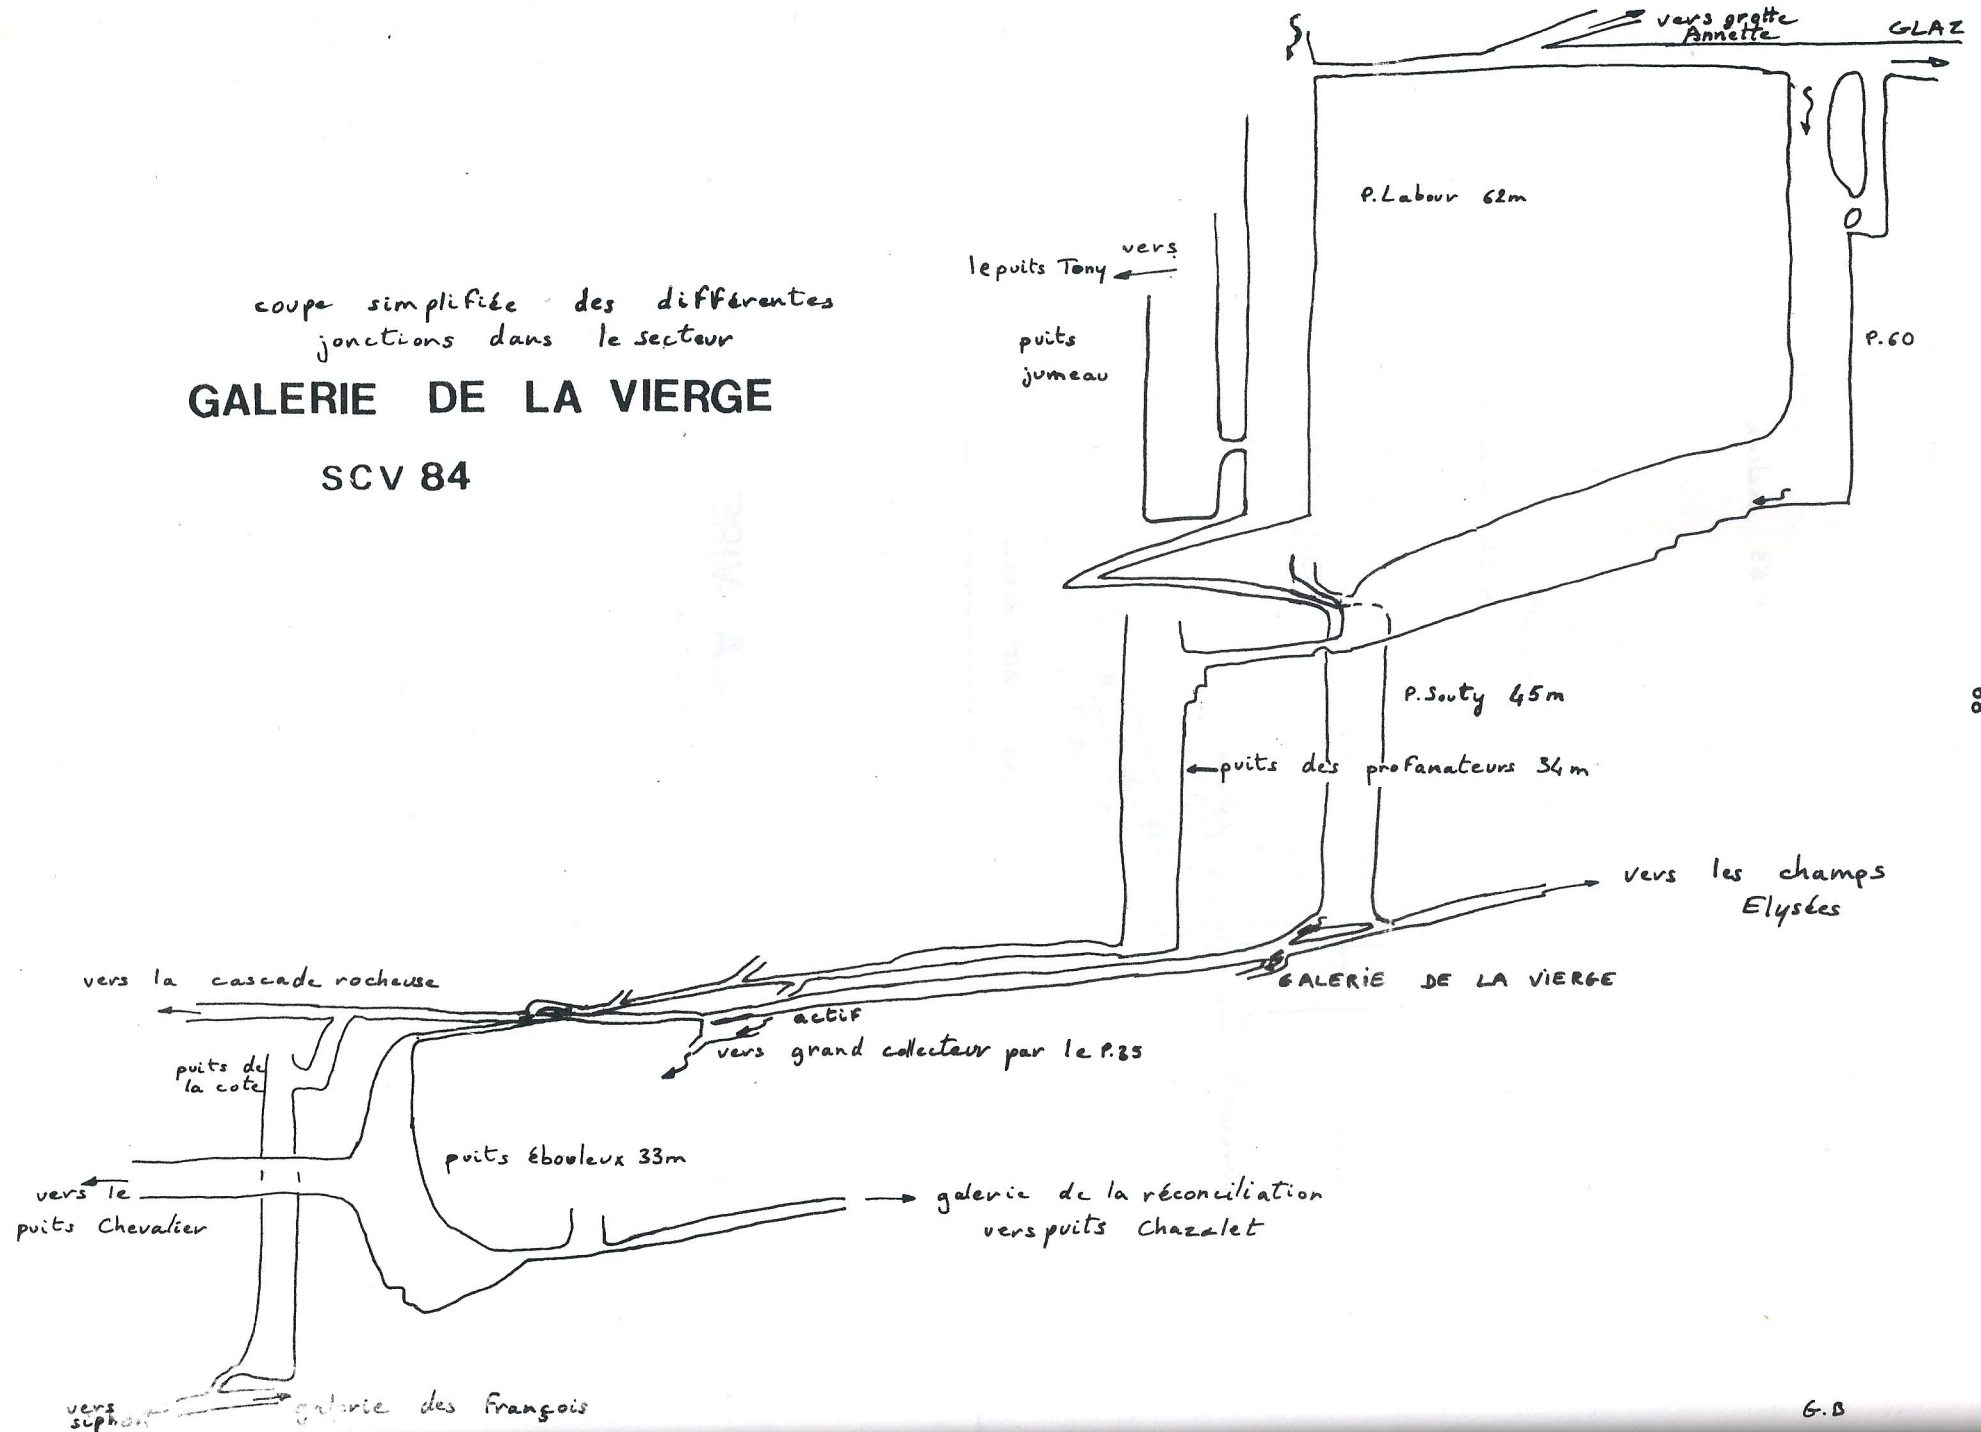 vers grotte
Annette
GLAZ
P.Labour 62m
vers
le puits Tony
puits
jumeau
P.60
coupe simplifiée des différentes
jonctions dans le secteur
GALERIE DE LA VIERGE
SCV 84
P.Souty 45m
puits des profanateurs 34m
vers les champs
Elysées
vers la cascade rocheuse
GALERIE DE LA VIERGE
actif
vers grand collecteur par le P.35
puits de
la cote
puits ébouleux 33m
vers le
puits Chevalier
galerie de la réconciliation
vers puits Chazalet
vers
siphon
galerie des François
G.B